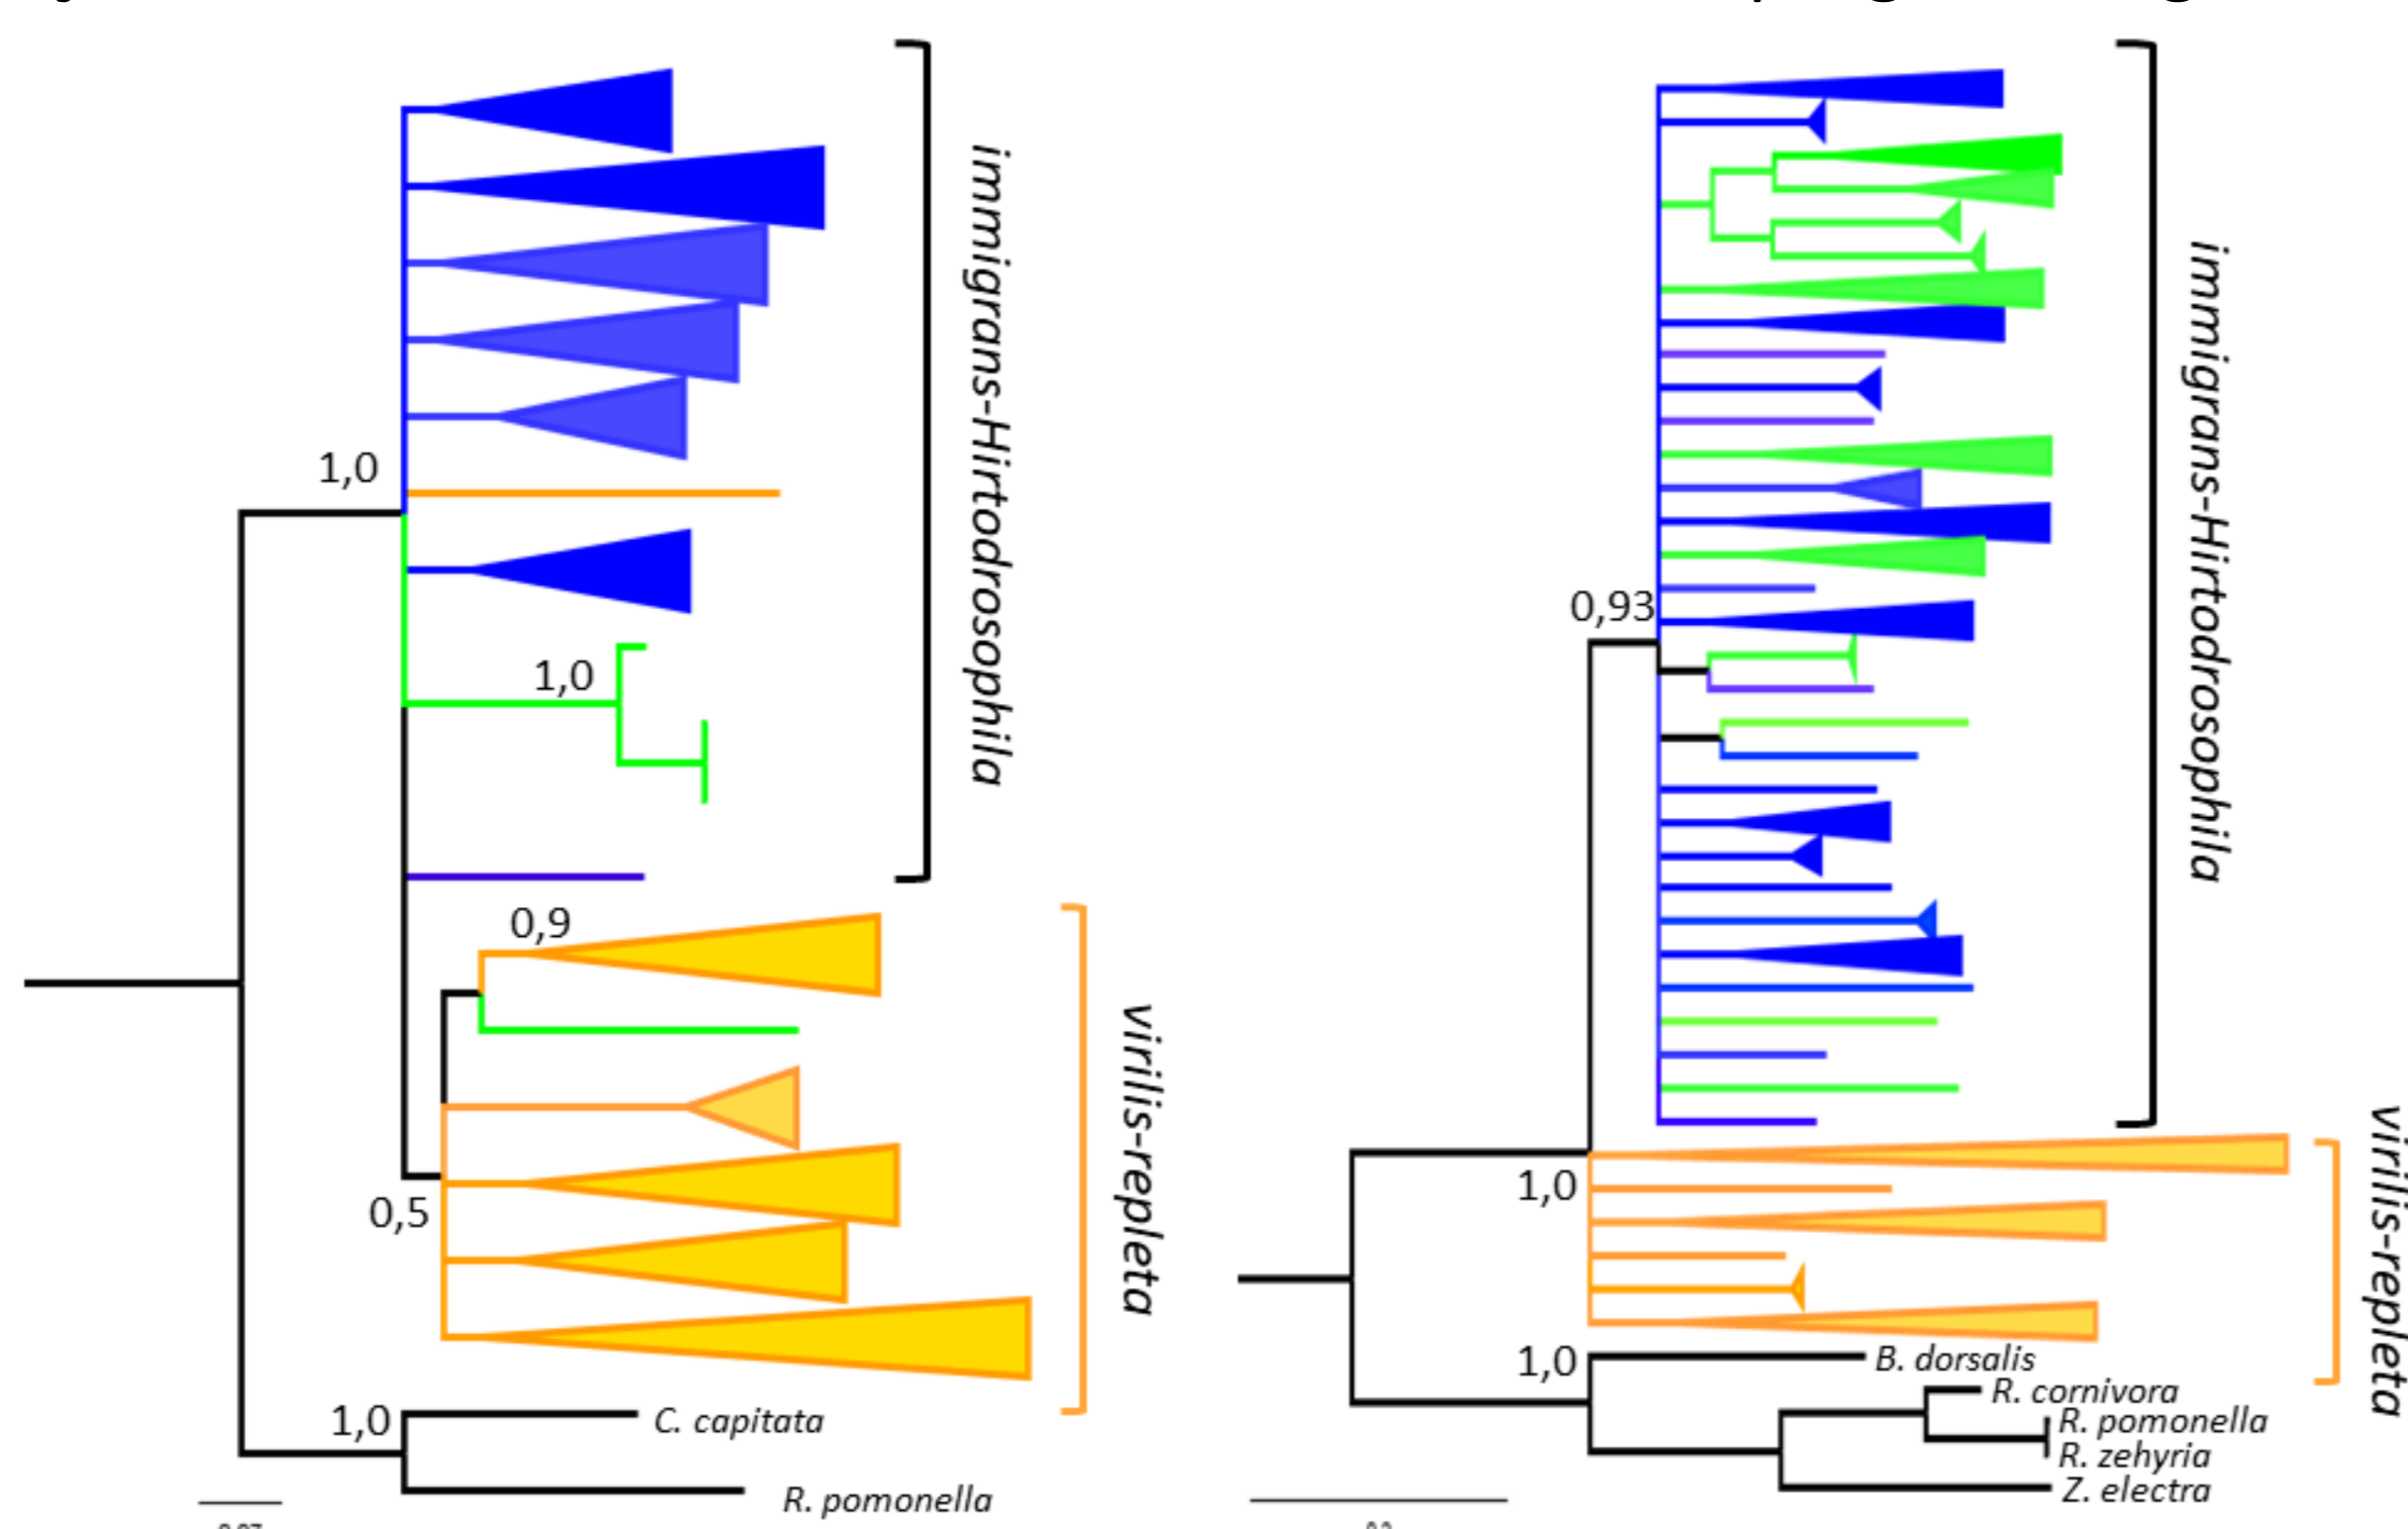 immigrans-Hirtodrosophila
1,0
1,0
0,9
0,5
virilis-repleta
1,0
C. capitata
R. pomonella
immigrans-Hirtodrosophila
0,93
1,0
virilis-repleta
1,0
B. dorsalis
R. cornivora
R. pomonella
R. zehyria
Z. electra